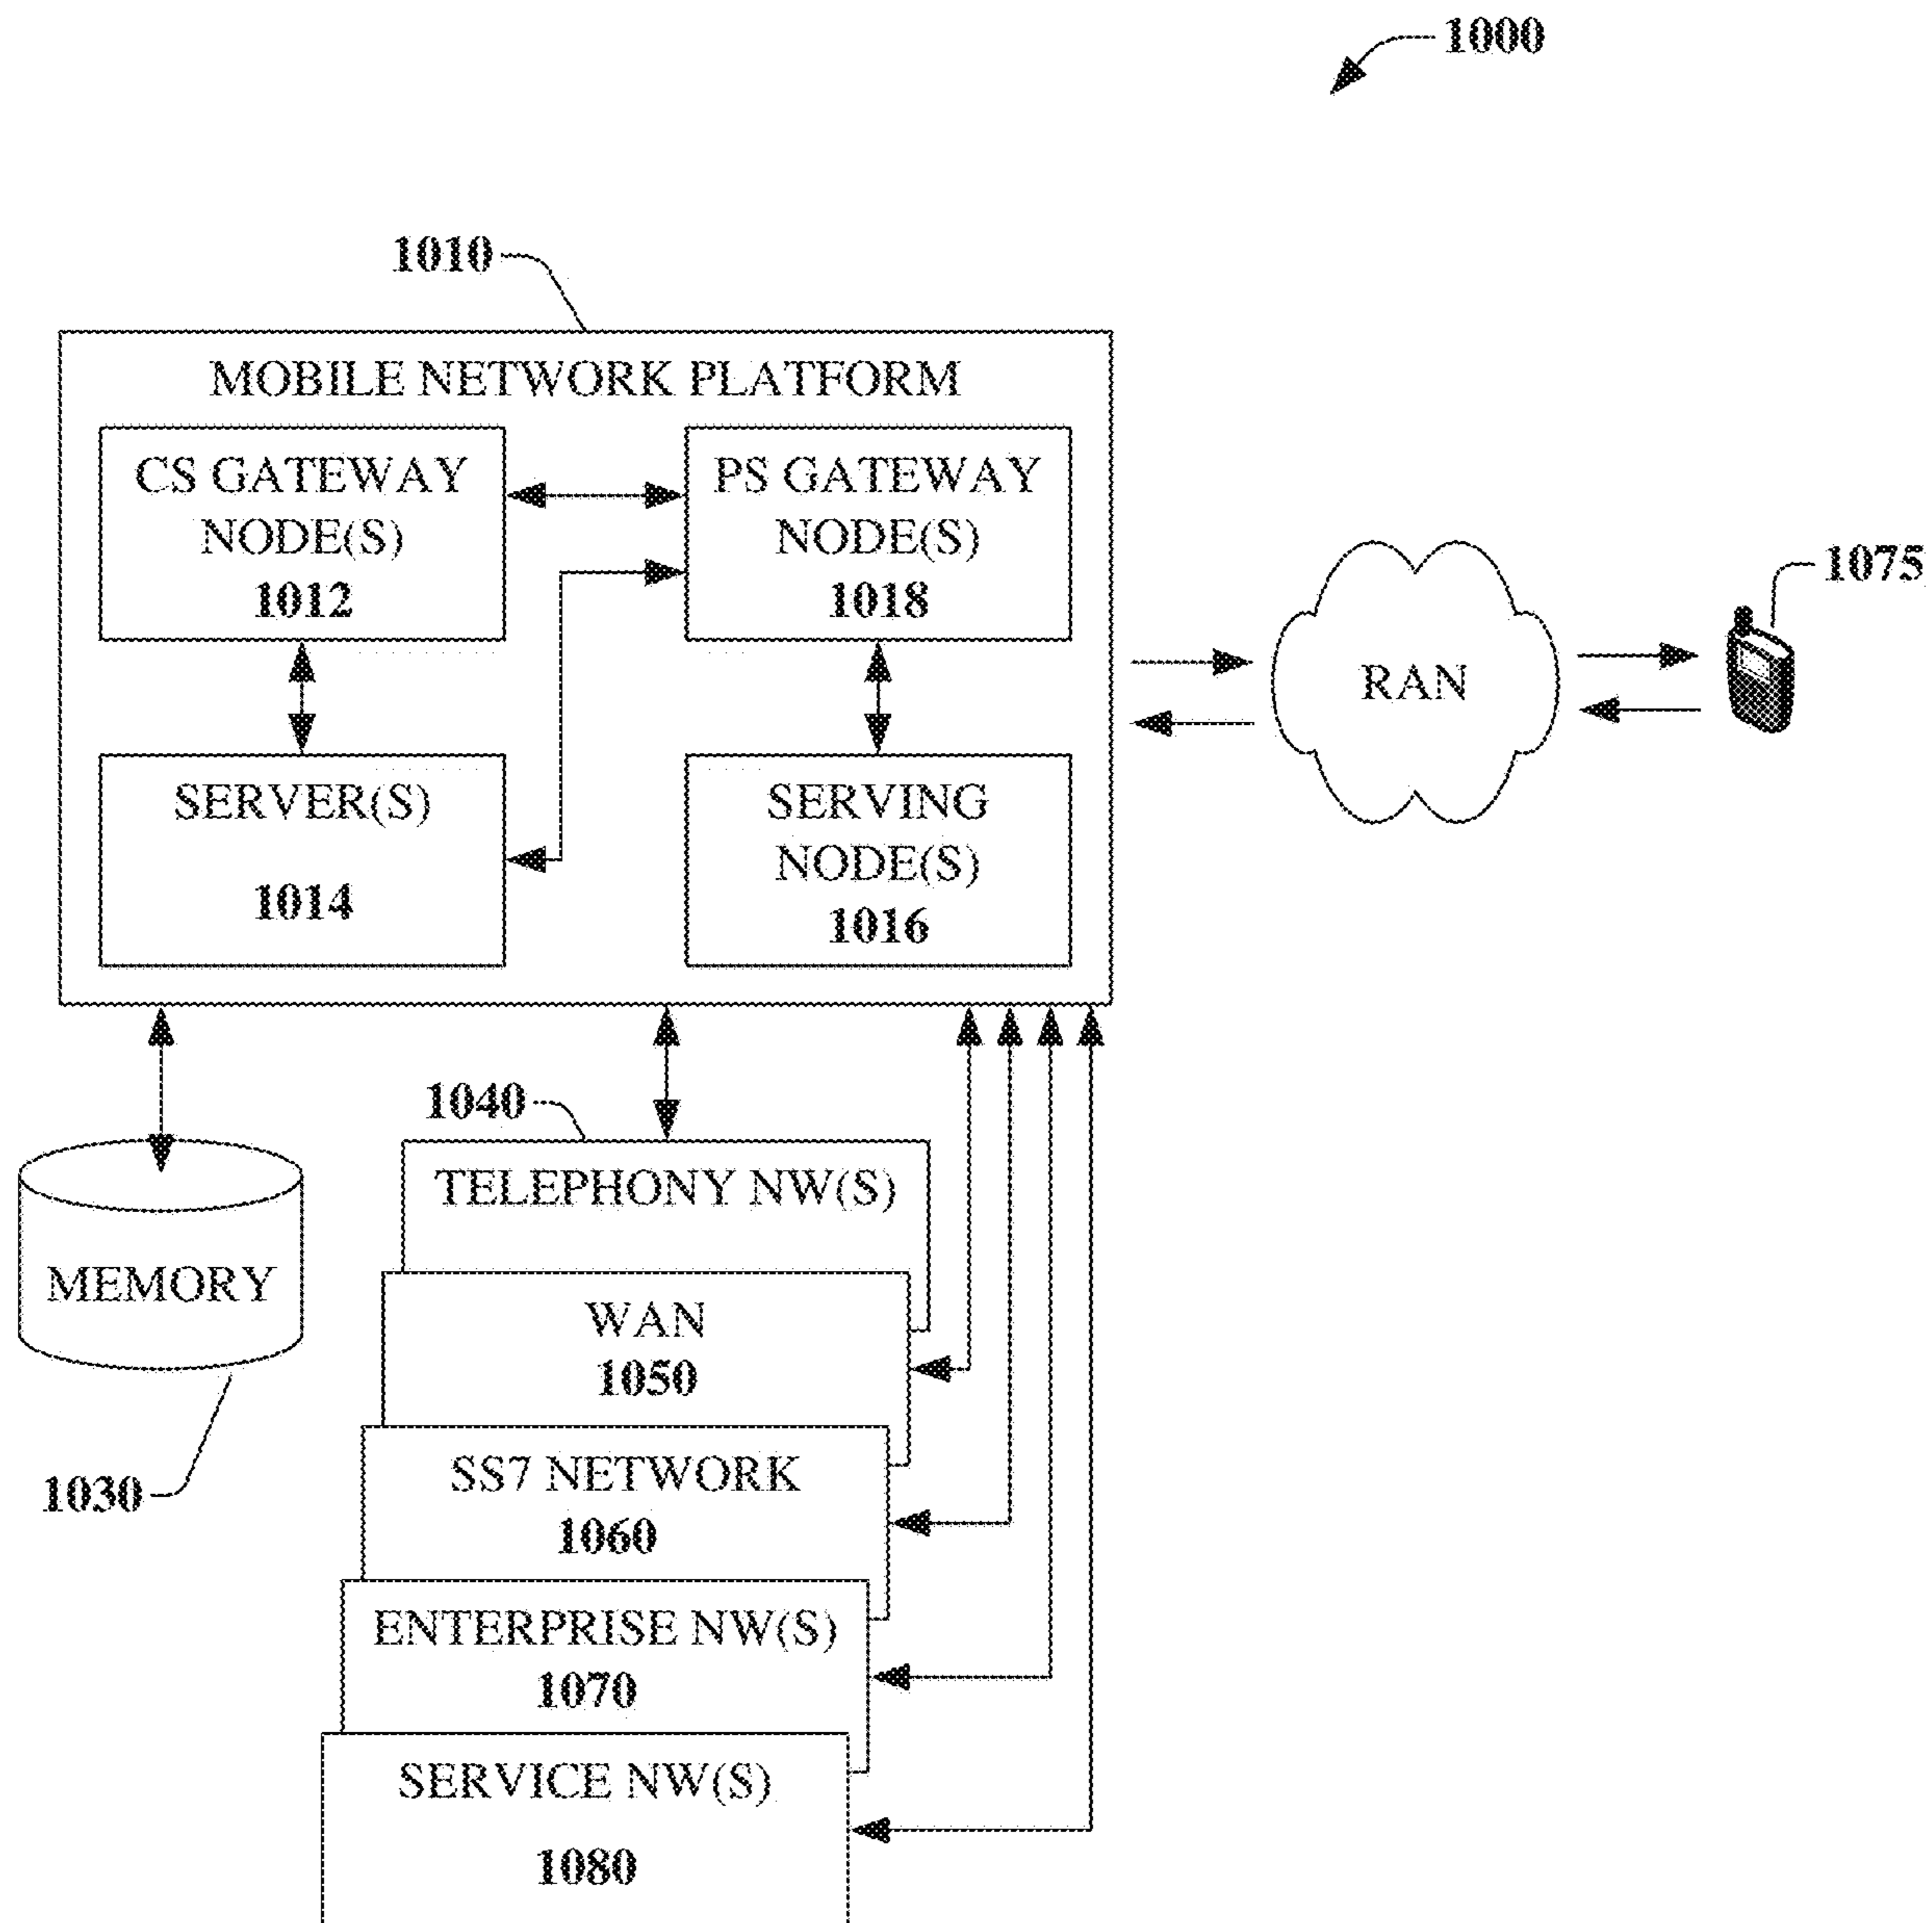 1000
1010
MOBILE NETWORK PLATFORM
CS GATEWAY
NODE(S)
1012
PS GATEWAY
NODE(S)
1018
SERVER(S)
1014
SERVING
NODE(S)
1016
RAN
1075
1040
TELEPHONY NW(S)
MEMORY
1030
WAN
1050
SS7 NETWORK
1060
ENTERPRISE NW(S)
1070
SERVICE NW(S)
1080